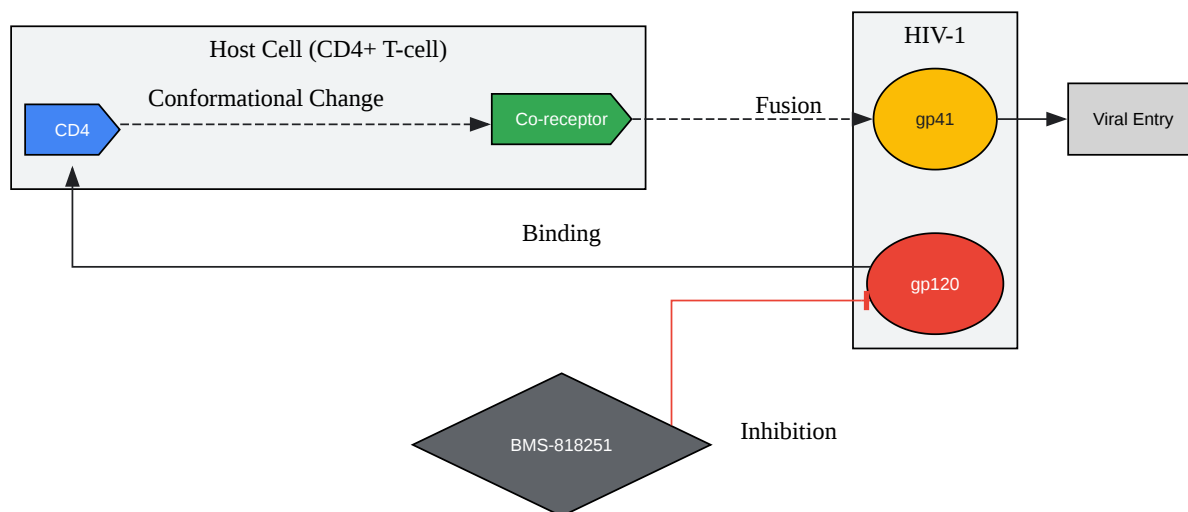 Host Cell (CD4+ T-cell)
HIV-1
Conformational Change
Fusion
CD4
Co-receptor
gp41
Viral Entry
Binding
gp120
BMS-818251
Inhibition